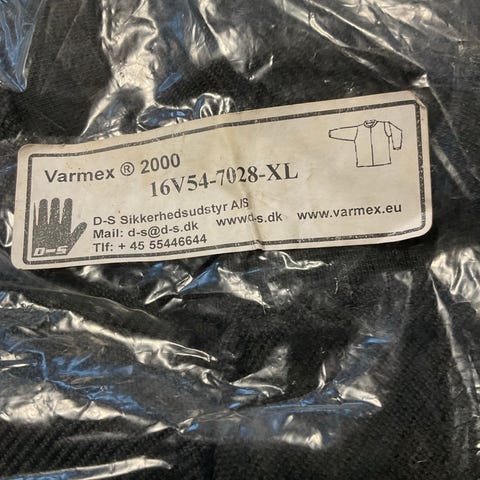 Varmex ® 2000
16V54-7028-XL
D-S
D-S Sikkerhedsudstyr A/S
Mail: d-s@d-s.dk www.d-s.dk www.varmex.eu
Tlf: + 45 55446644